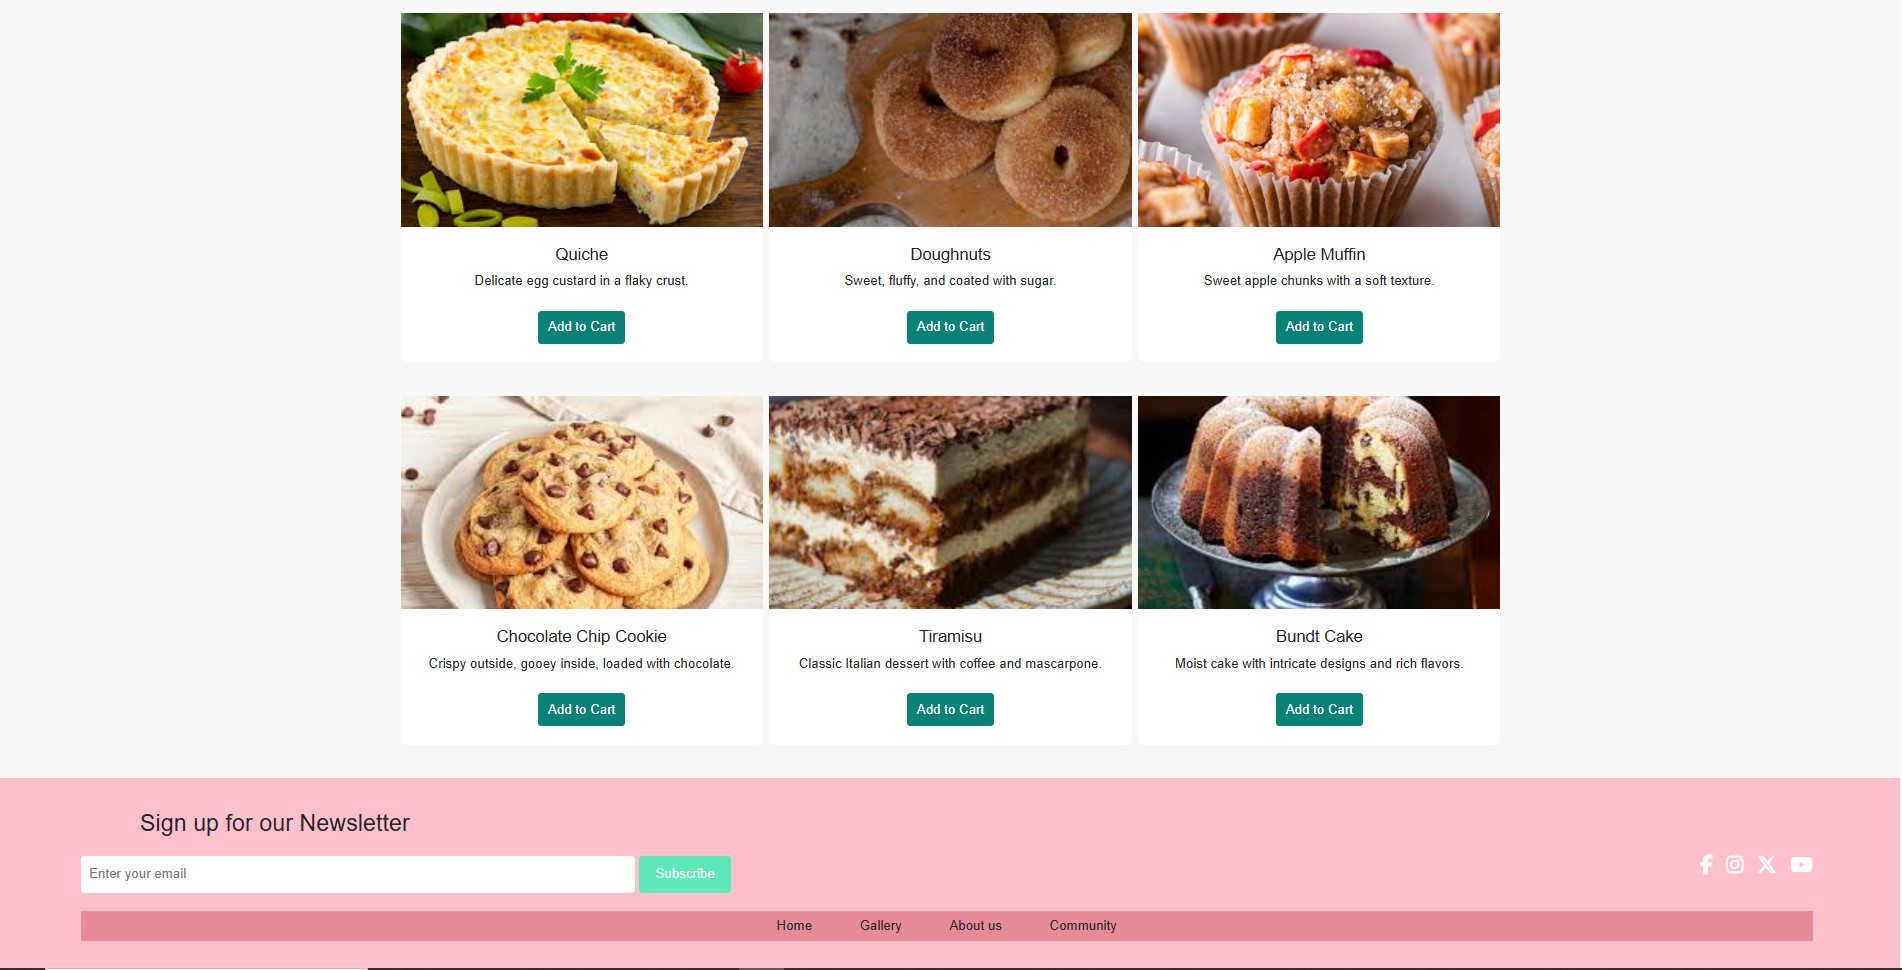 Quiche
Delicate egg custard in a flaky crust.
Add to Cart
Doughnuts
Sweet, fluffy, and coated with sugar.
Add to Cart
Apple Muffin
Sweet apple chunks with a soft texture.
Add to Cart
Chocolate Chip Cookie
Crispy outside, gooey inside, loaded with chocolate.
Add to Cart
Tiramisu
Classic Italian dessert with coffee and mascarpone.
Add to Cart
Bundt Cake
Moist cake with intricate designs and rich flavors.
Add to Cart
Sign up for our Newsletter
Enter your email
Subscribe
Home
Gallery
About us
Community